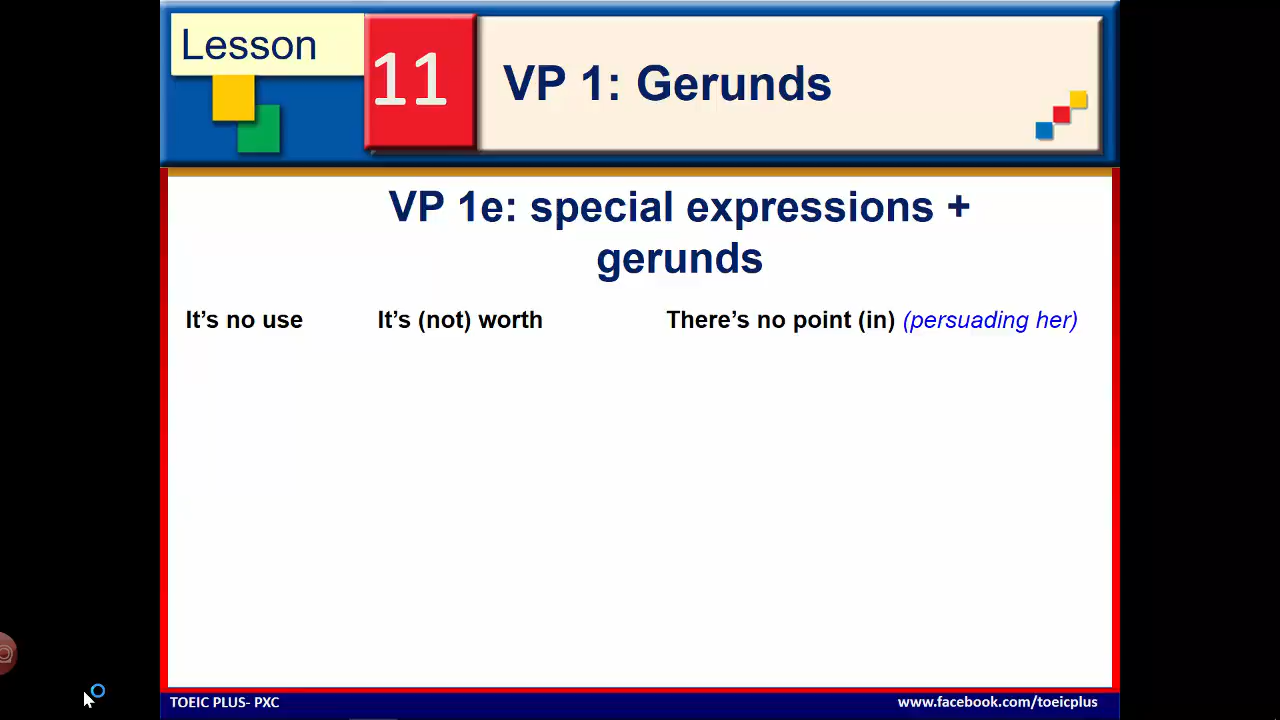 Lesson
11
VP 1: Gerunds
VP 1e: special expressions +
gerunds
It’s no use It’s (not) worth There’s no point (in) (persuading her)
TOEIC PLUS- PXC www.facebook.com/toeicplus